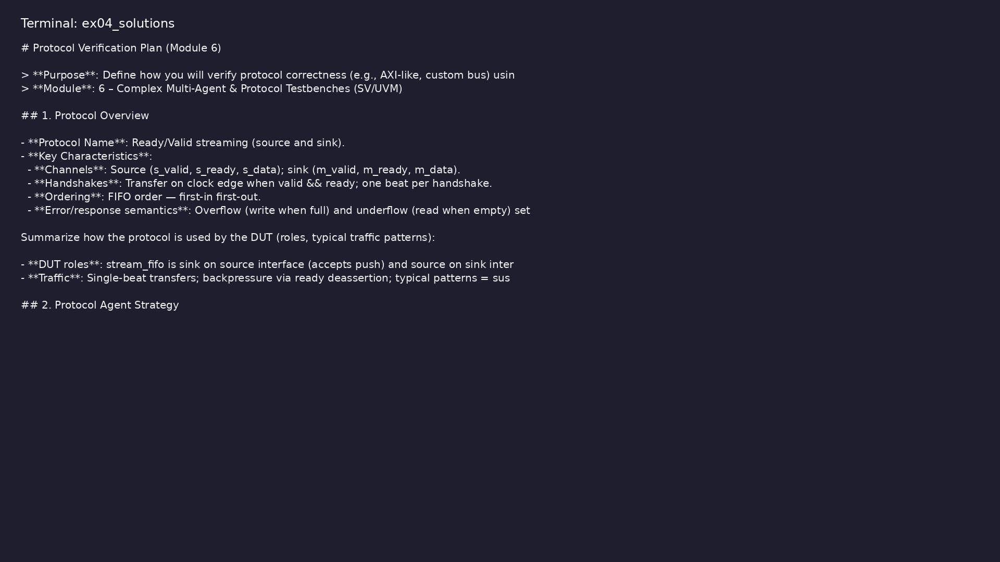 Terminal: ex04_solutions
# Protocol Verification Plan (Module 6)
> **Purpose**: Define how you will verify protocol correctness (e.g., AXI-like, custom bus) usin
> **Module**: 6 – Complex Multi-Agent & Protocol Testbenches (SV/UVM)
## 1. Protocol Overview
- **Protocol Name**: Ready/Valid streaming (source and sink).
- **Key Characteristics**:
  - **Channels**: Source (s_valid, s_ready, s_data); sink (m_valid, m_ready, m_data).
  - **Handshakes**: Transfer on clock edge when valid && ready; one beat per handshake.
  - **Ordering**: FIFO order — first-in first-out.
  - **Error/response semantics**: Overflow (write when full) and underflow (read when empty) set
Summarize how the protocol is used by the DUT (roles, typical traffic patterns):
- **DUT roles**: stream_fifo is sink on source interface (accepts push) and source on sink inter
- **Traffic**: Single-beat transfers; backpressure via ready deassertion; typical patterns = sus
## 2. Protocol Agent Strategy